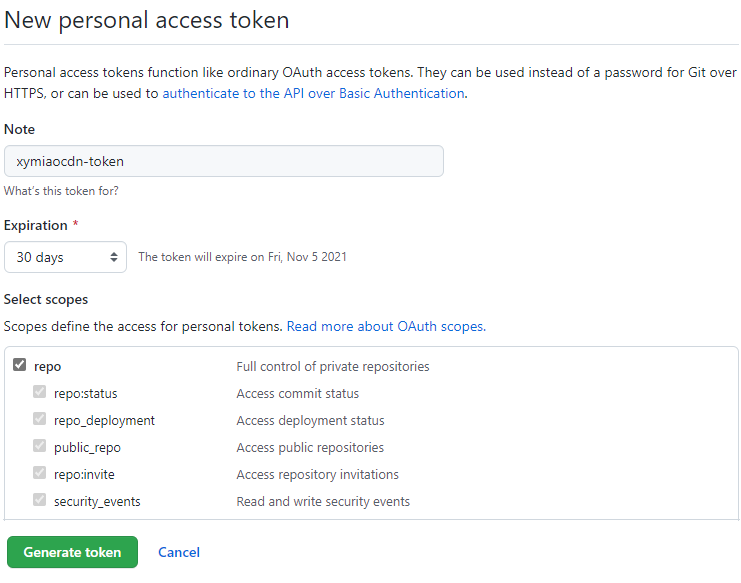 New personal access token
Personal access tokens function like ordinary OAuth access tokens. They can be used instead of a password for Git over
HTTPS, or can be used to authenticate to the API over Basic Authentication.
Note
xymiaocdn-token
What's this token for?
Expiration *
30 days The token will expire on Fri, Nov 5 2021
Select scopes
Scopes define the access for personal tokens. Read more about OAuth scopes.
repo Full control of private repositories
repo:status Access commit status
repo_deployment Access deployment status
public_repo Access public repositories
repo:invite Access repository invitations
security_events Read and write security events
Generate token Cancel